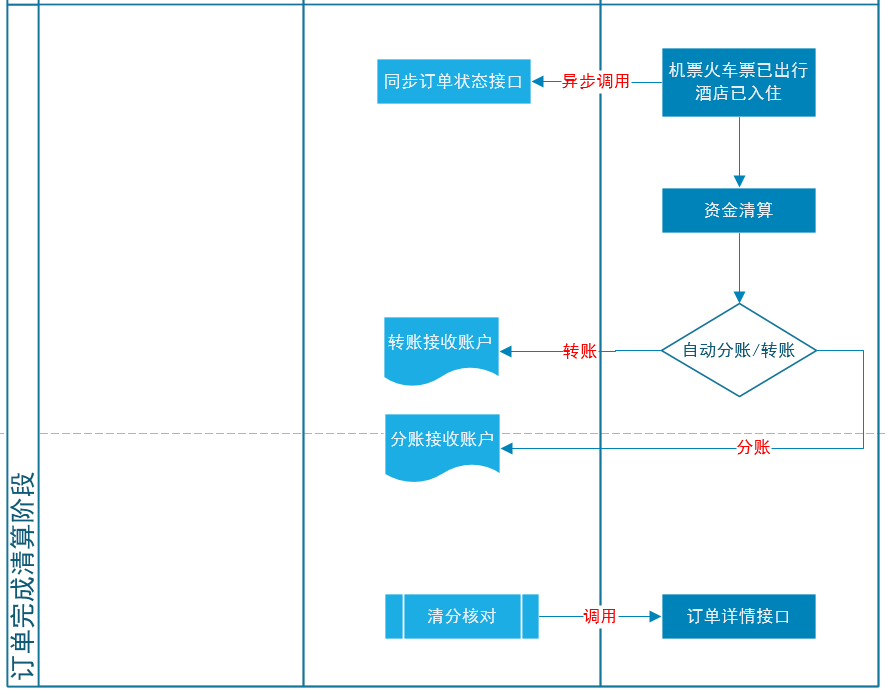 同步订单状态接口
异步调用
机票火车票已出行
酒店已入住
资金清算
转账接收账户
转账
自动分账/转账
分账接收账户
分账
订单完成清算阶段
清分核对
调用
订单详情接口